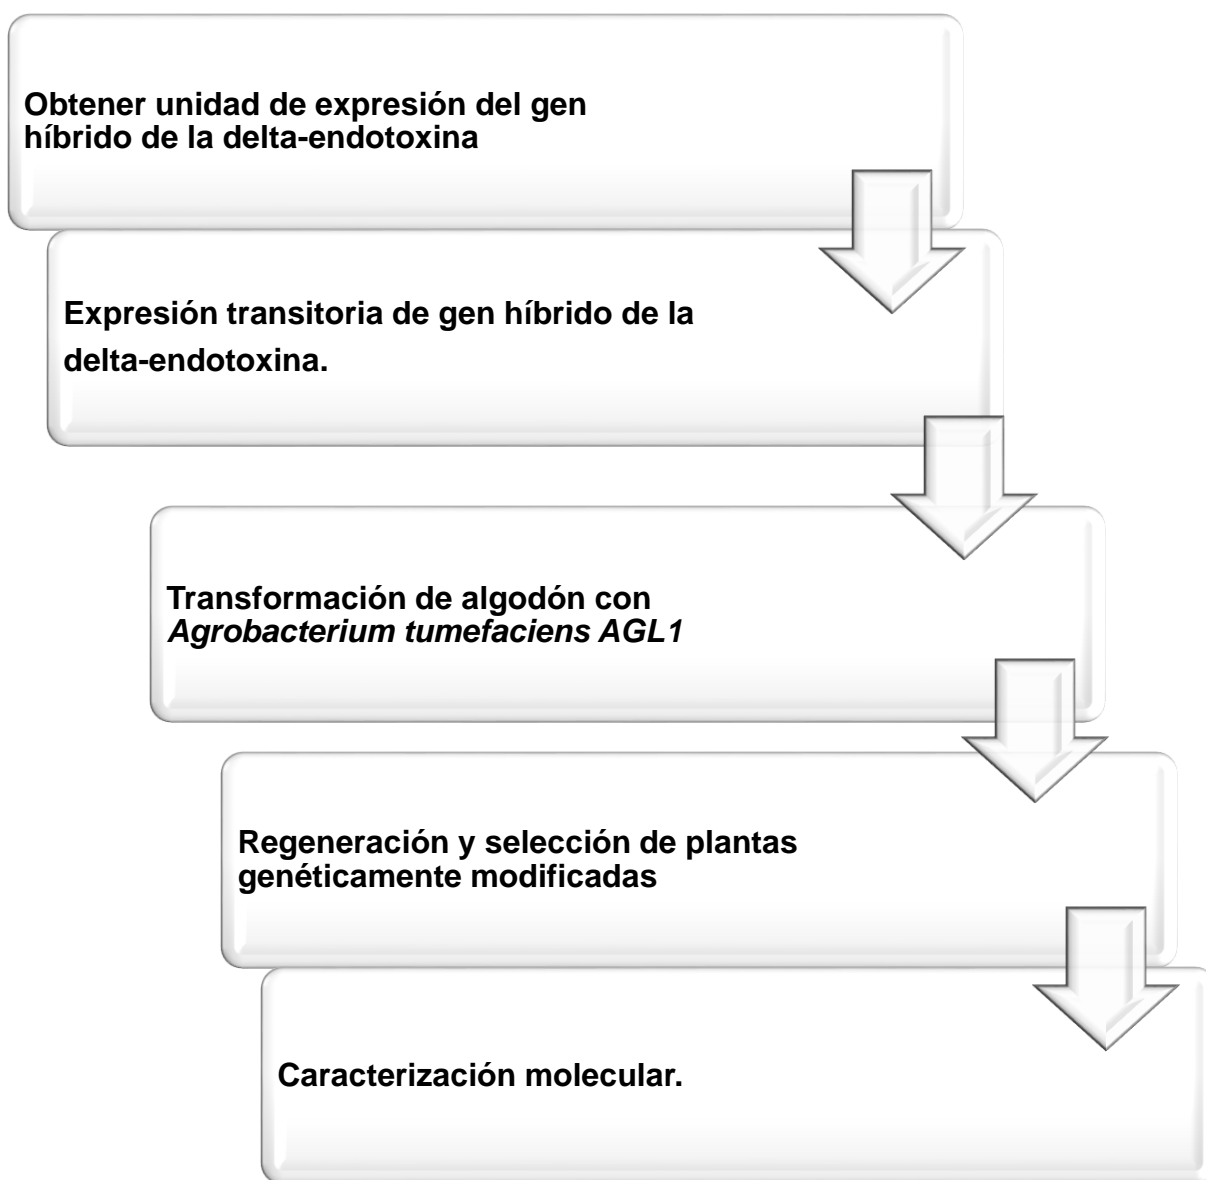 Obtener unidad de expresión del gen
híbrido de la delta-endotoxina
Expresión transitoria de gen híbrido de la
delta-endotoxina.
Transformación de algodón con
Agrobacterium tumefaciens AGL1
Regeneración y selección de plantas
genéticamente modificadas
Caracterización molecular.